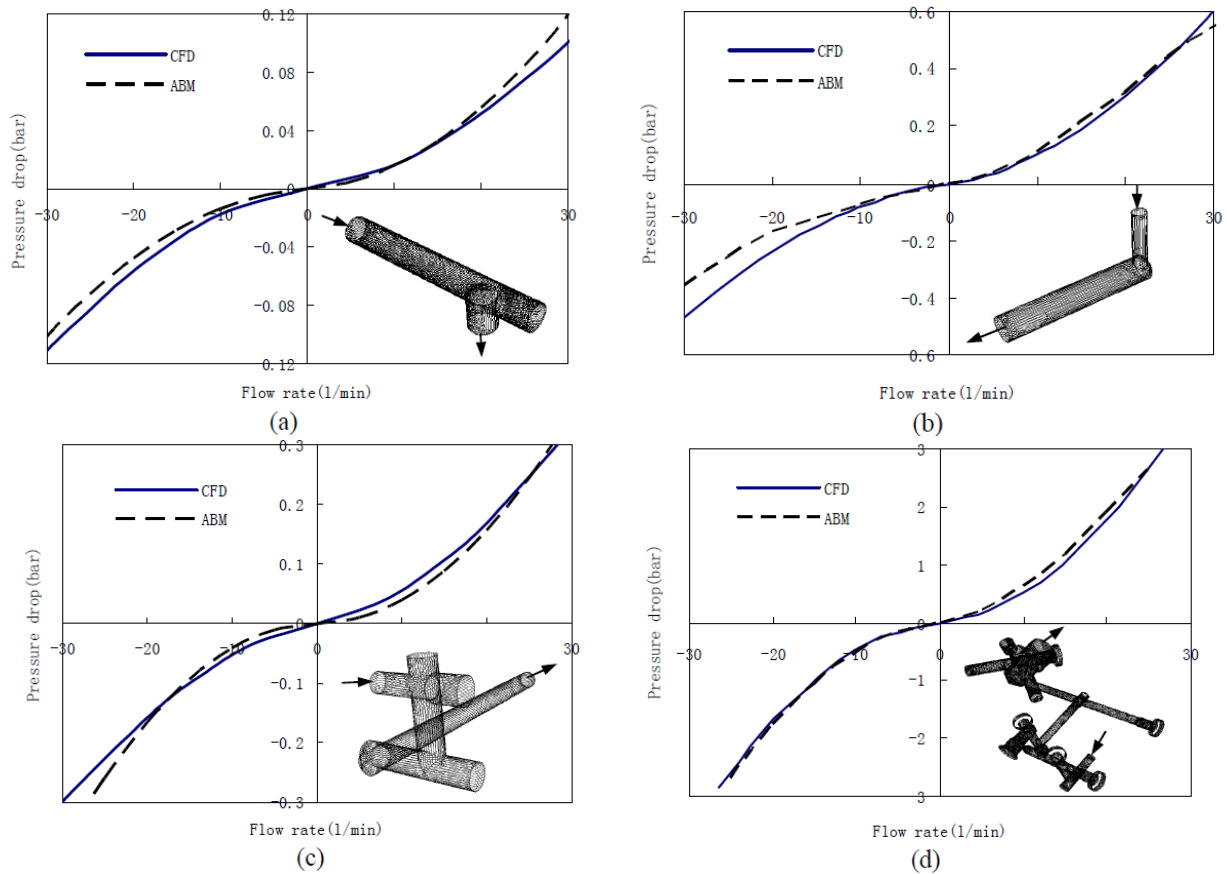 0.12
CFD
ABM
0.08
0.04
0
-30
-20
-10
0
30
-0.04
-0.08
0.12
Pressure drop(bar)
Flow rate(l/min)
(a)
0.6
CFD
ABM
0.4
0.2
0
-30
-20
-10
0
30
-0.2
-0.4
0.6
Pressure drop(bar)
Flow rate(l/min)
(b)
0.3
CFD
ABM
0.2
0.1
0
-30
-20
-10
0
30
-0.1
-0.2
-0.3
Pressure drop(bar)
Flow rate(l/min)
(c)
3
CFD
ABM
2
1
0
-30
-20
-10
0
30
-1
-2
3
Pressure drop(bar)
Flow rate(l/min)
(d)